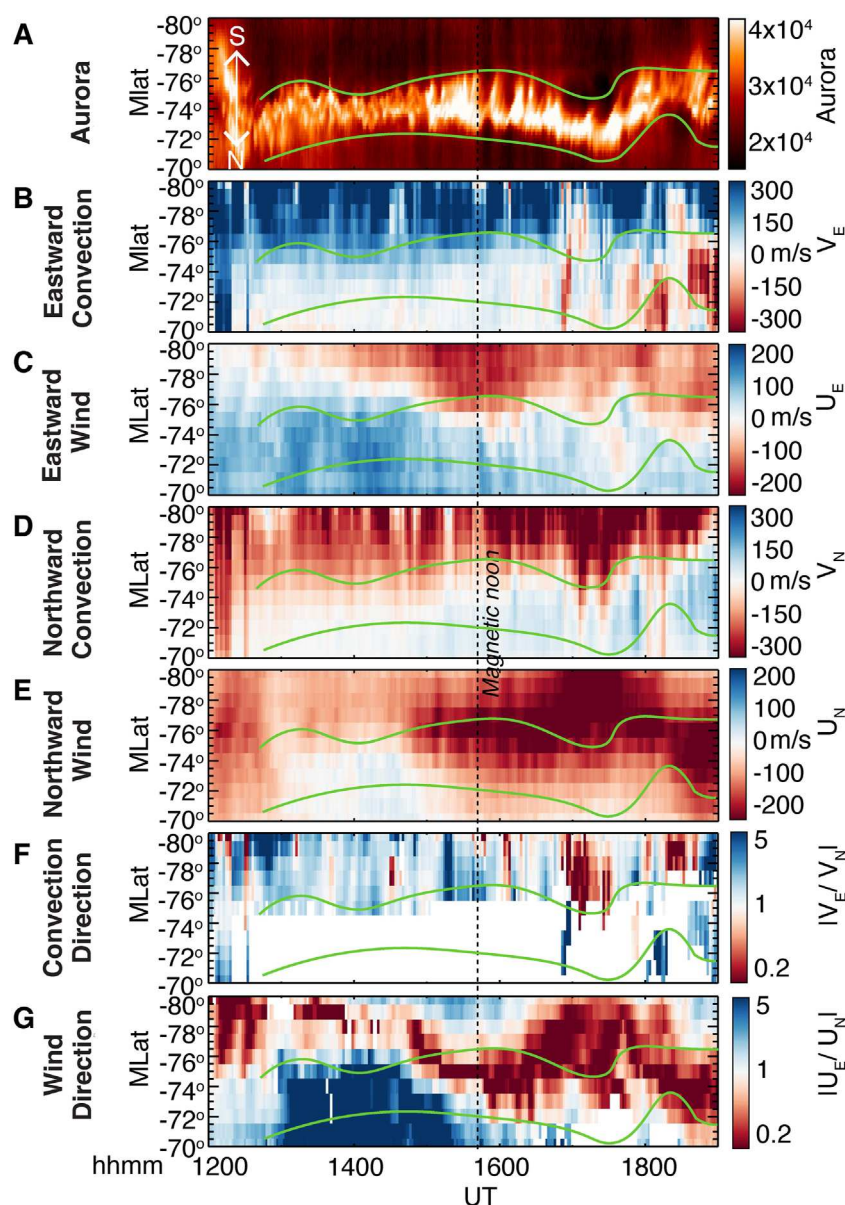 A
Aurora
Mlat
-80°
-78°
-76°
-74°
-72°
-70°
S
N
4x10⁴
3x10⁴
2x10⁴
Aurora
B
Eastward
Convection
Mlat
-80°
-78°
-76°
-74°
-72°
-70°
300
150
0 m/s
-150
-300
V_E
C
Eastward
Wind
MLat
-80°
-78°
-76°
-74°
-72°
-70°
200
100
0 m/s
-100
-200
U_E
D
Northward
Convection
MLat
-80°
-78°
-76°
-74°
-72°
-70°
Magnetic noon
300
150
0 m/s
-150
-300
V_N
E
Northward
Wind
MLat
-80°
-78°
-76°
-74°
-72°
-70°
200
100
0 m/s
-100
-200
U_N
F
Convection
Direction
MLat
-80°
-78°
-76°
-74°
-72°
-70°
5
1
0.2
|V_E / V_N|
G
Wind
Direction
MLat
-80°
-78°
-76°
-74°
-72°
-70°
5
1
0.2
|U_E / U_N|
hhmm
1200 1400 1600 1800
UT